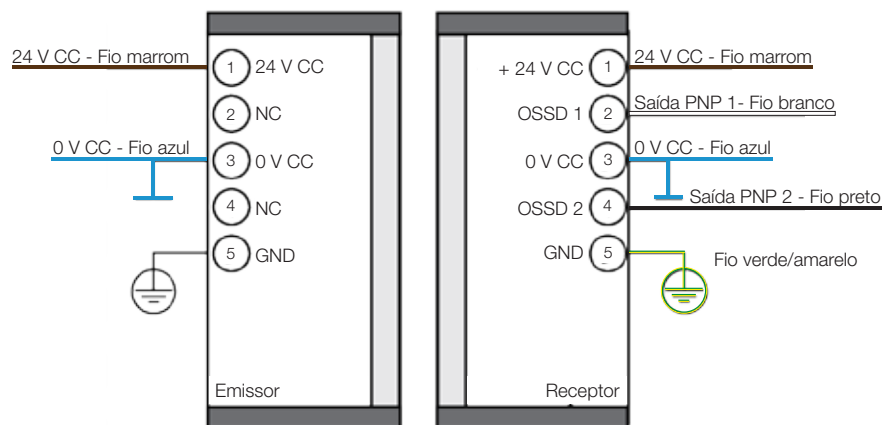 24 V CC - Fio marrom
1 24 V CC
2 NC
0 V CC - Fio azul
3 0 V CC
4 NC
5 GND
Emissor
+ 24 V CC 1
24 V CC - Fio marrom
OSSD 1 2
Saída PNP 1- Fio branco
0 V CC 3
0 V CC - Fio azul
OSSD 2 4
Saída PNP 2 - Fio preto
GND 5
Fio verde/amarelo
Receptor